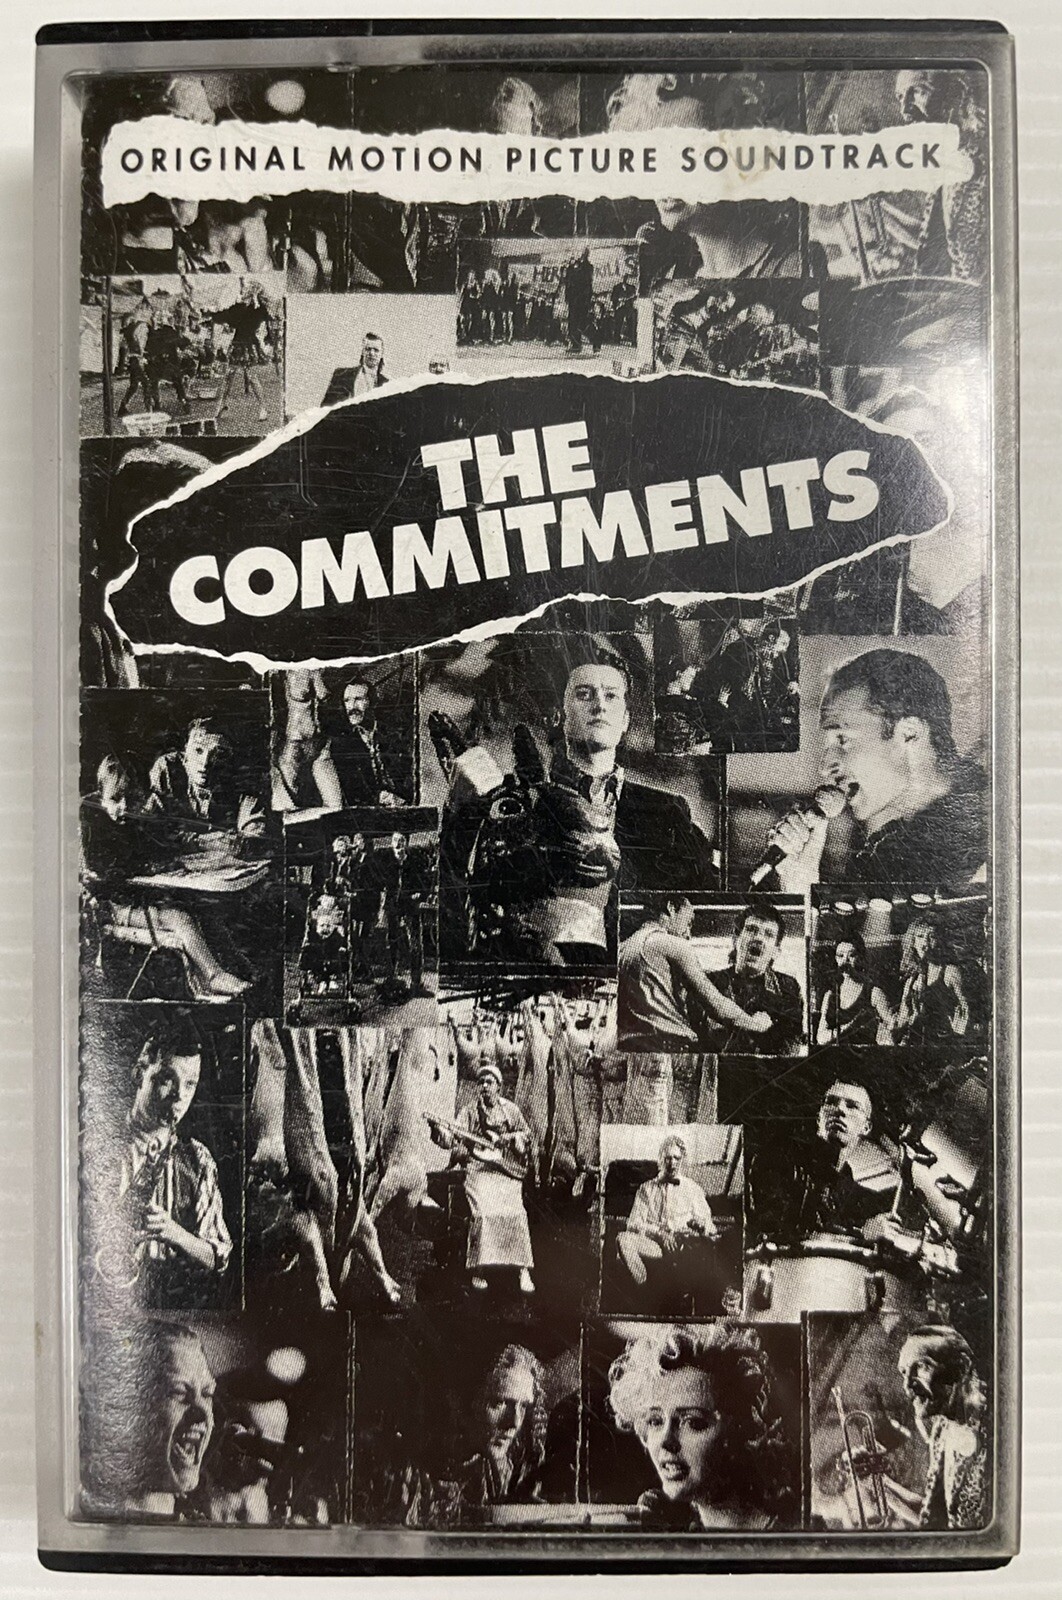 ORIGINAL MOTION PICTURE SOUNDTRACK
THE
COMMITMENTS